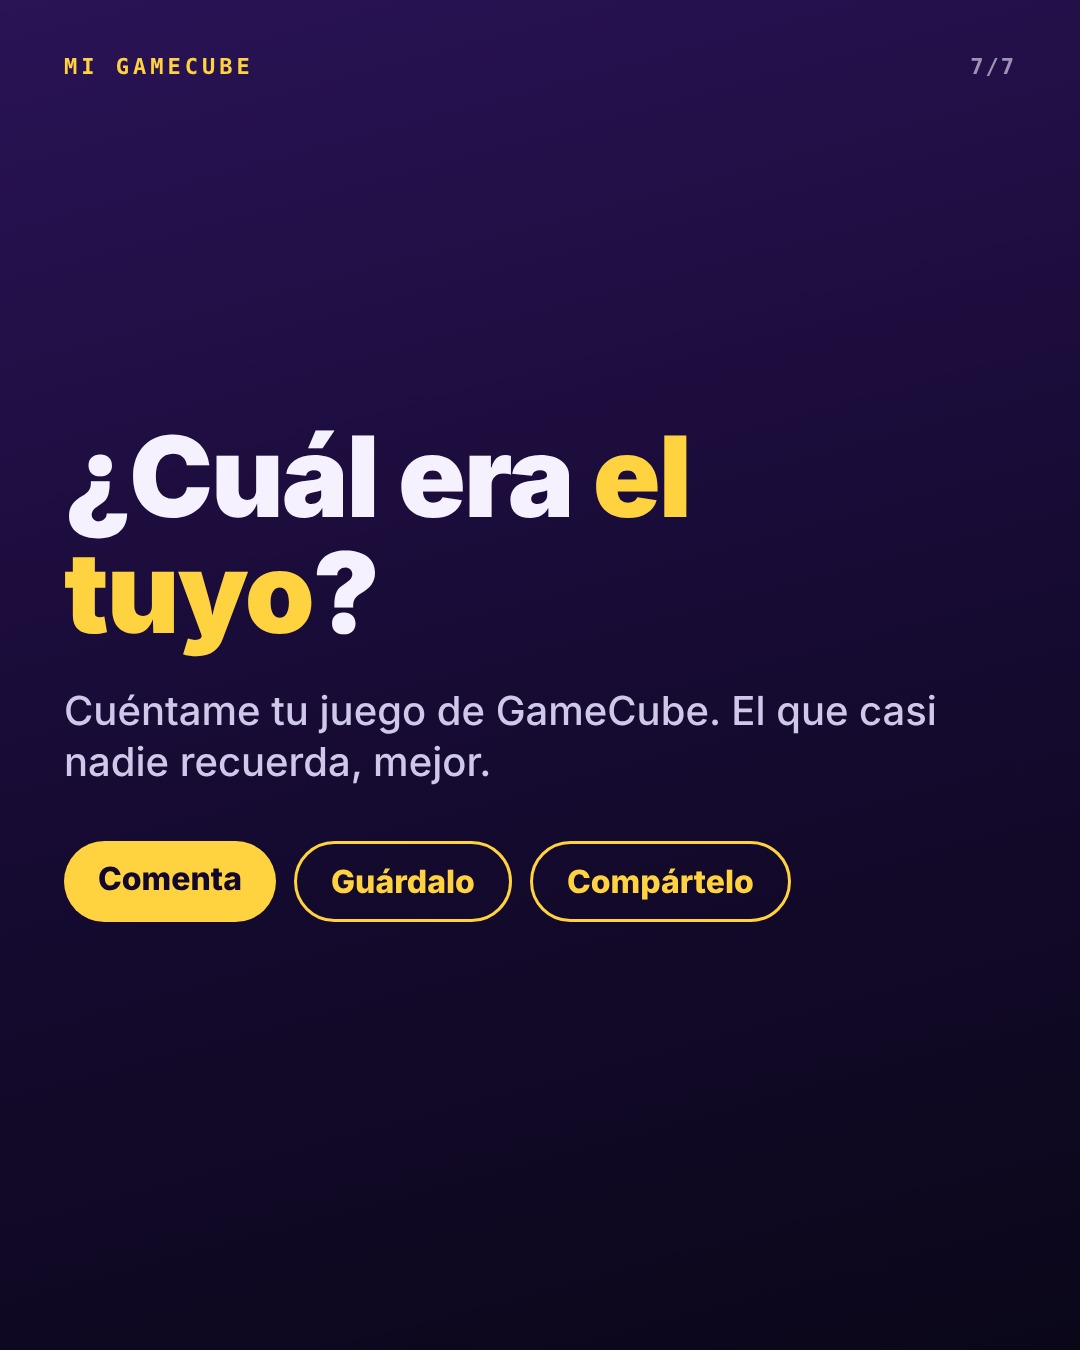 MI GAMECUBE
7/7
¿Cuál era el
tuyo?
Cuéntame tu juego de GameCube. El que casi
nadie recuerda, mejor.
Comenta
Guárdalo
Compártelo